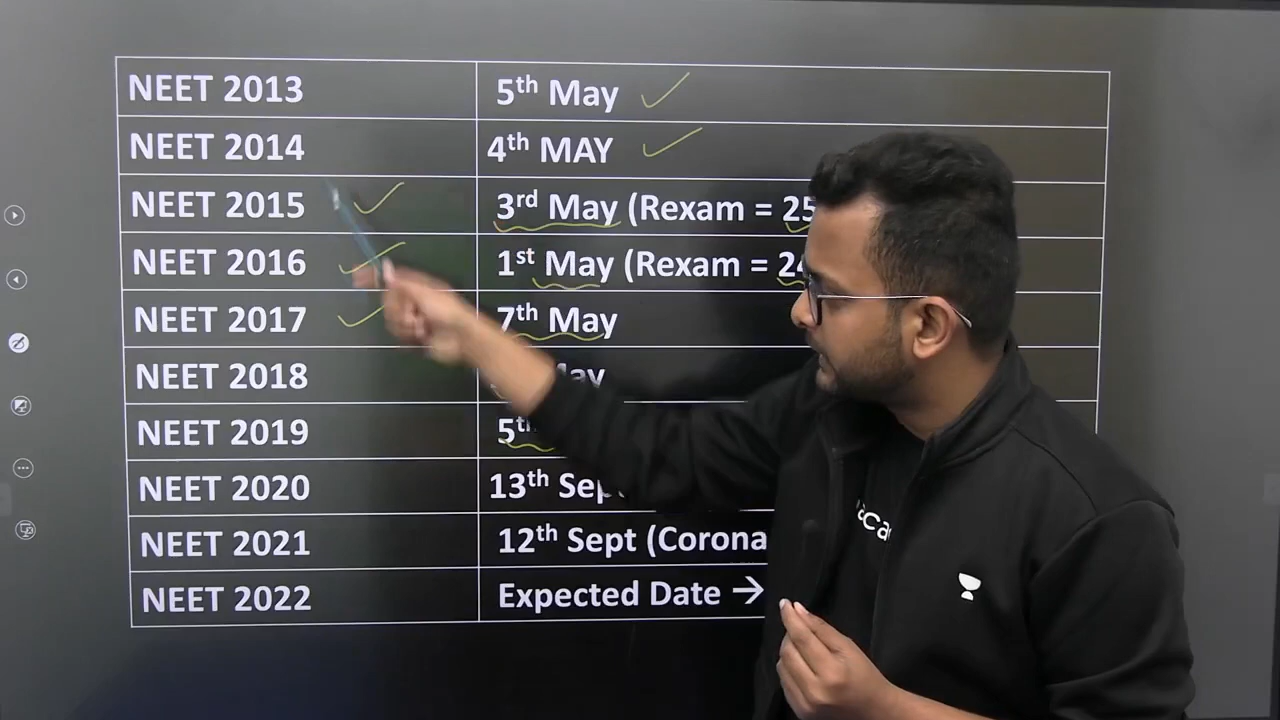 NEET 2013 5th May
NEET 2014 4th MAY
NEET 2015 3rd May (Rexam = 25
NEET 2016 1st May (Rexam = 24
NEET 2017 7th May
NEET 2018 May
NEET 2019 5th
NEET 2020 13th Sept
NEET 2021 12th Sept (Corona
NEET 2022 Expected Date →